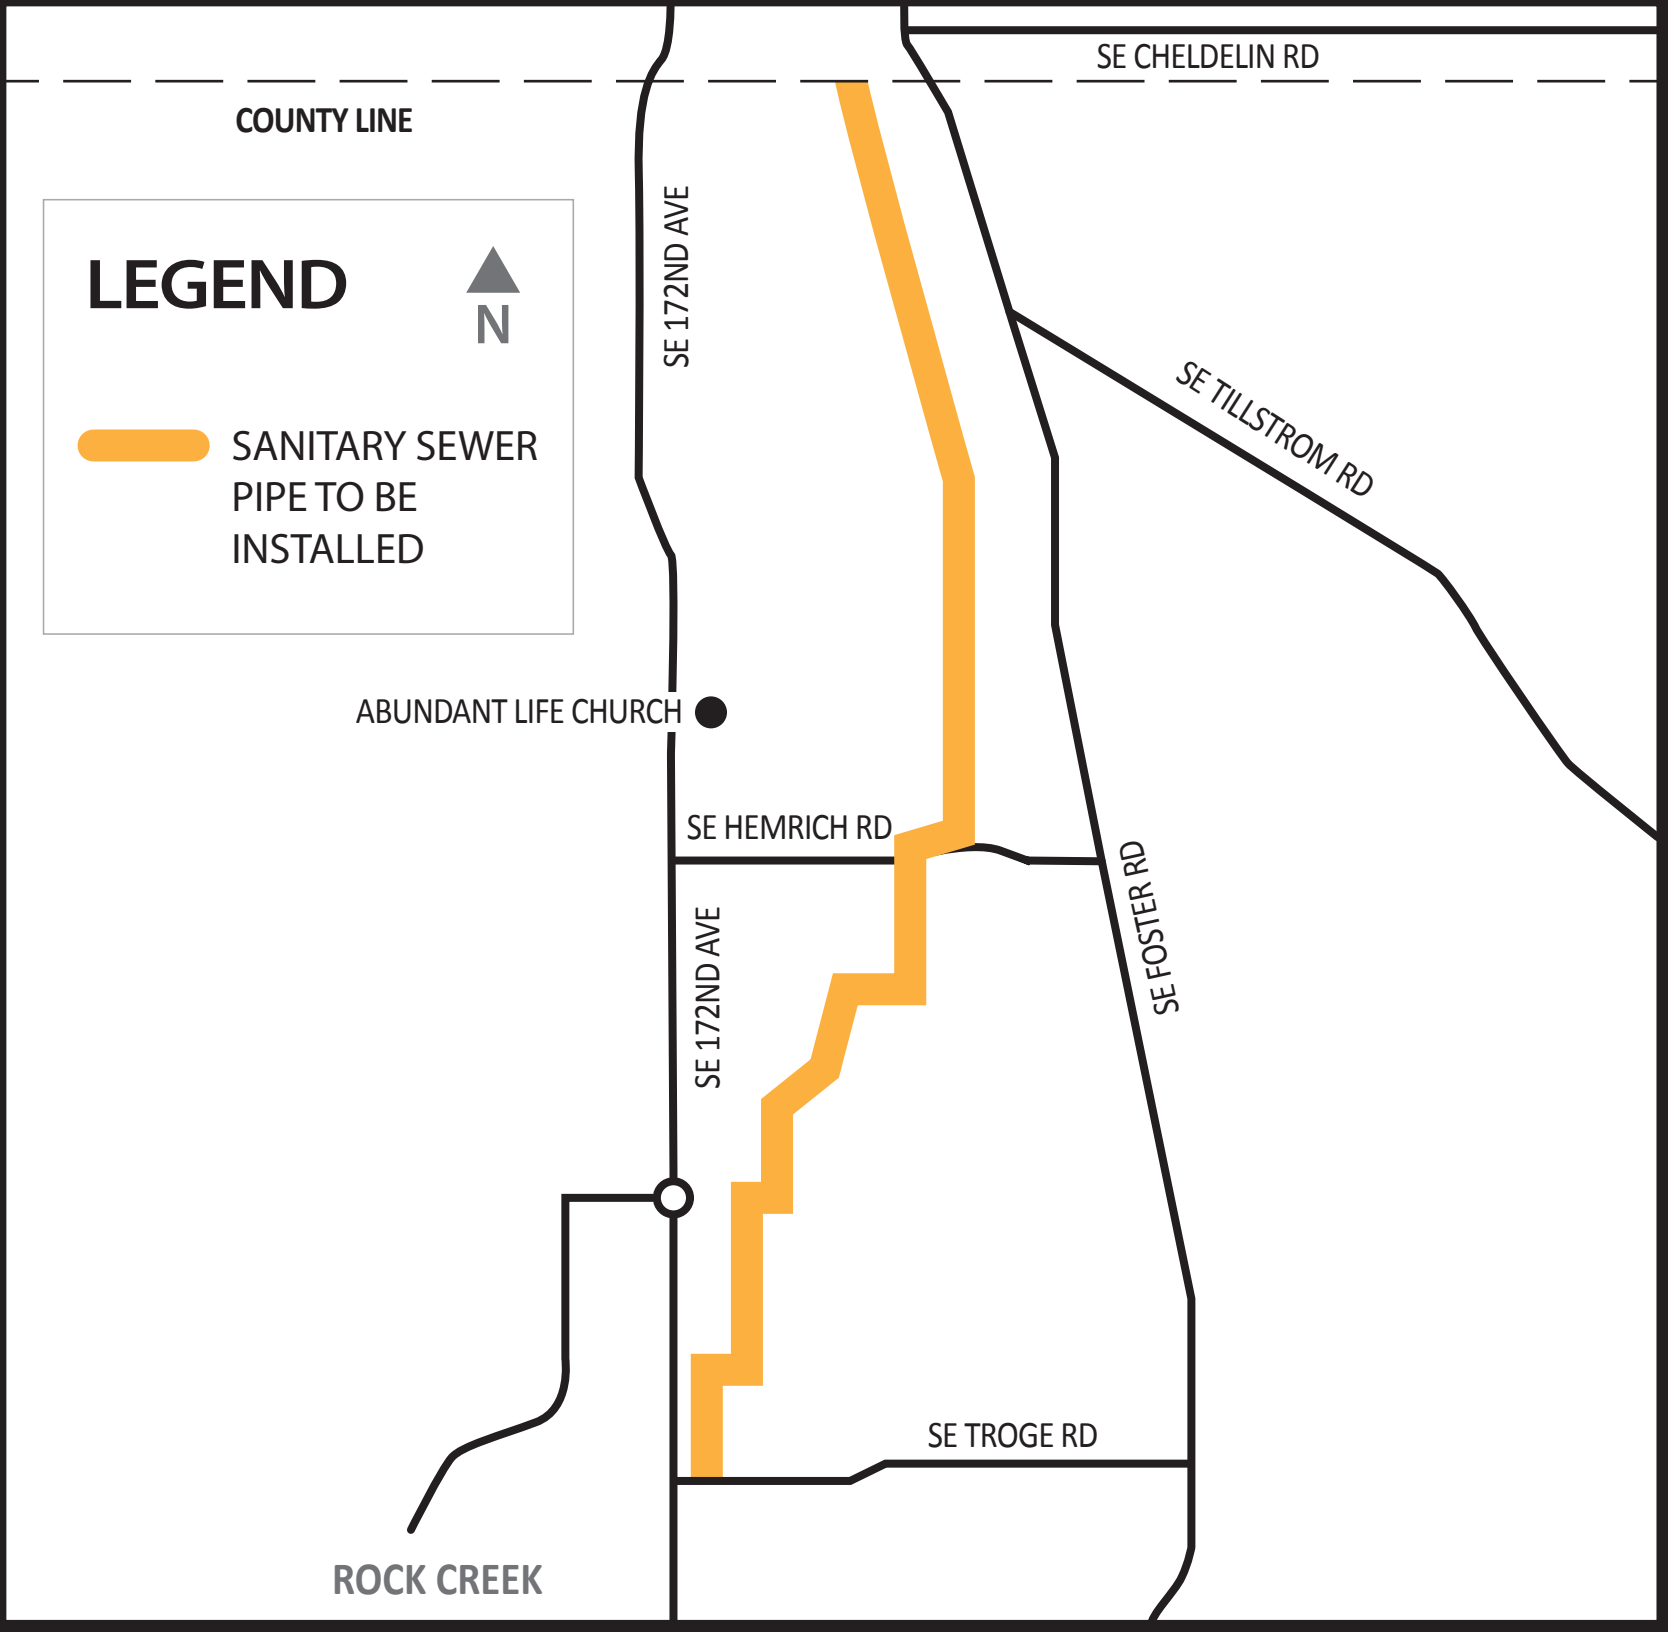 SE CHELDELIN RD
COUNTY LINE
SE 172ND AVE
LEGEND
N
SANITARY SEWER
PIPE TO BE
INSTALLED
SE TILLSTROM RD
ABUNDANT LIFE CHURCH
SE HEMRICH RD
SE FOSTER RD
SE 172ND AVE
SE TROGE RD
ROCK CREEK